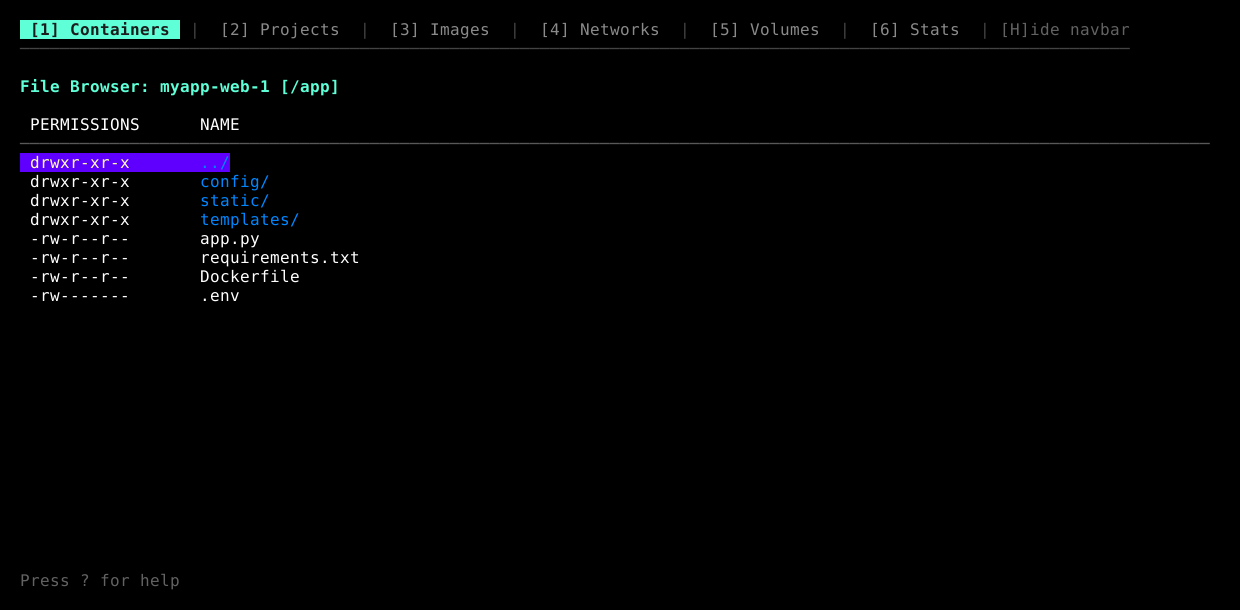 [1] Containers | [2] Projects | [3] Images | [4] Networks | [5] Volumes | [6] Stats | [H]ide navbar
File Browser: myapp-web-1 [/app]
PERMISSIONS NAME
drwxr-xr-x ../
drwxr-xr-x config/
drwxr-xr-x static/
drwxr-xr-x templates/
-rw-r--r-- app.py
-rw-r--r-- requirements.txt
-rw-r--r-- Dockerfile
-rw------- .env
Press ? for help